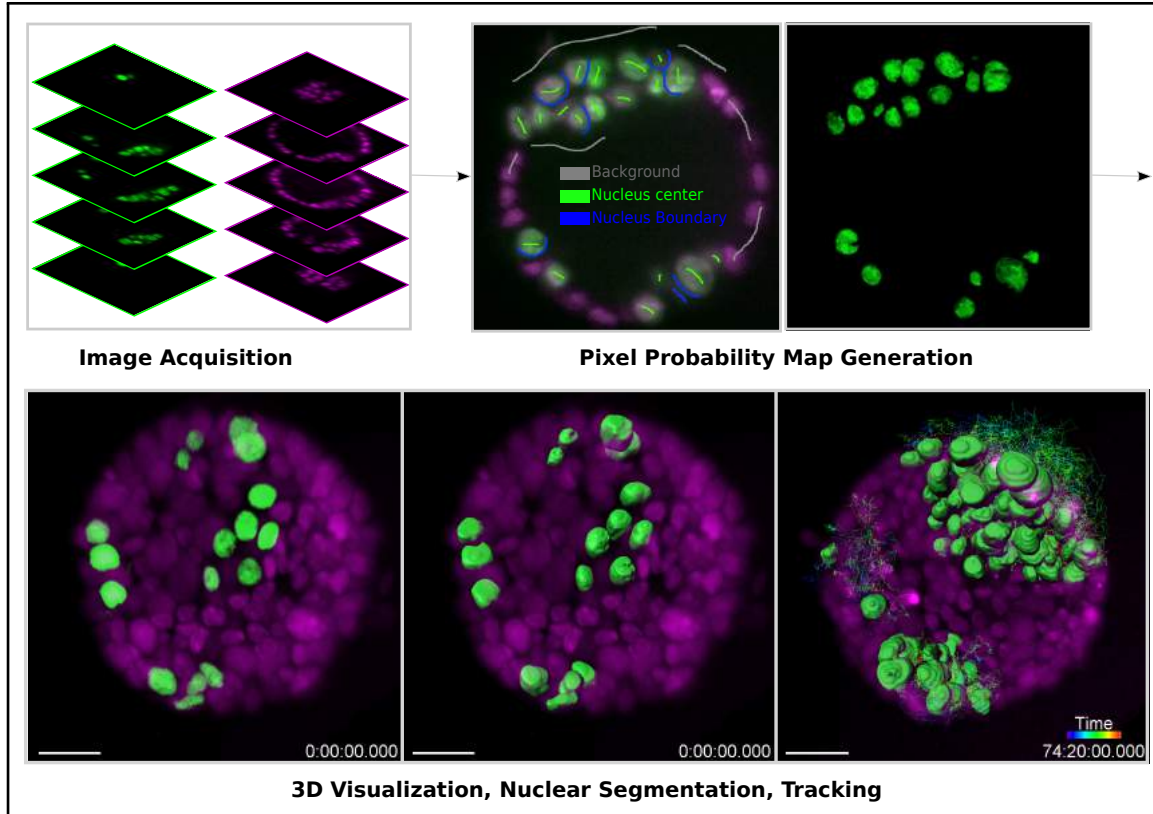 Background
Nucleus center
Nucleus Boundary
Image Acquisition
Pixel Probability Map Generation
0:00:00.000
0:00:00.000
Time
74:20:00.000
3D Visualization, Nuclear Segmentation, Tracking